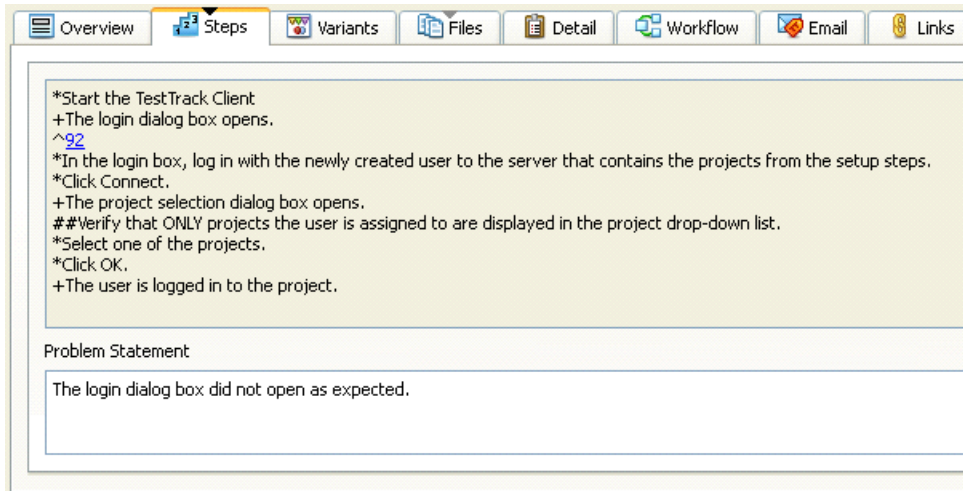 Overview Steps Variants Files Detail Workflow Email Links
*Start the TestTrack Client
+The login dialog box opens.
^92
*In the login box, log in with the newly created user to the server that contains the projects from the setup steps.
*Click Connect.
+The project selection dialog box opens.
##Verify that ONLY projects the user is assigned to are displayed in the project drop-down list.
*Select one of the projects.
*Click OK.
+The user is logged in to the project.
Problem Statement
The login dialog box did not open as expected.